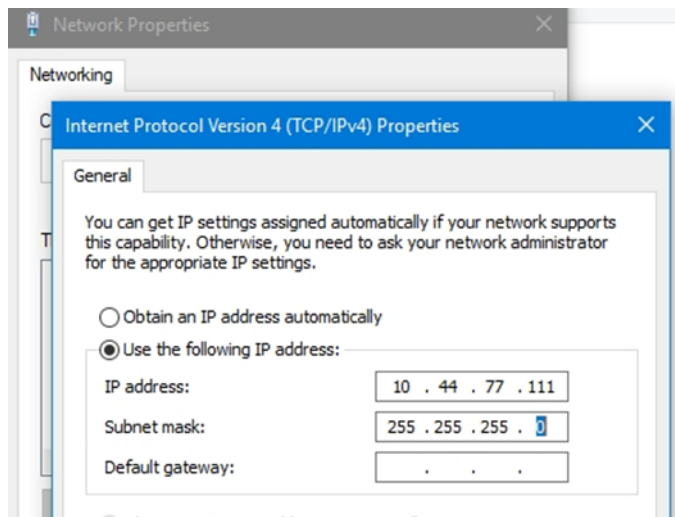 Network Properties
Networking
C
Internet Protocol Version 4 (TCP/IPv4) Properties
General
You can get IP settings assigned automatically if your network supports
T
this capability. Otherwise, you need to ask your network administrator
for the appropriate IP settings.
Obtain an IP address automatically
Use the following IP address:
IP address: 10 . 44 . 77 . 111
Subnet mask: 255 . 255 . 255 . 0
Default gateway: . . .